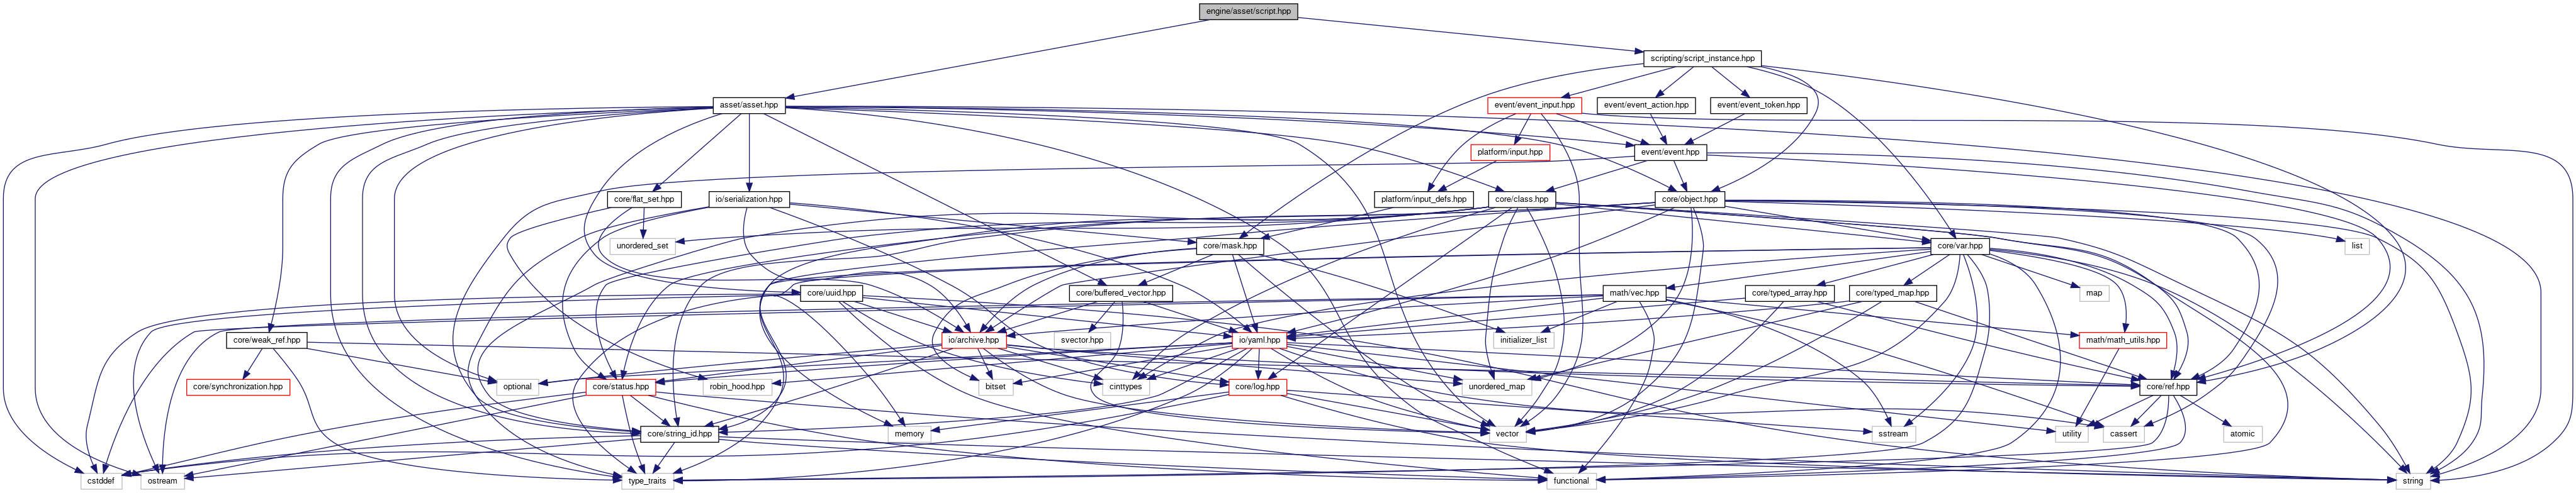 engine/asset/script.hpp
scripting/script_instance.hpp
asset/asset.hpp
event/event_input.hpp
event/event_action.hpp
event/event_token.hpp
platform/input.hpp
event/event.hpp
core/flat_set.hpp
io/serialization.hpp
platform/input_defs.hpp
core/class.hpp
core/object.hpp
unordered_set
core/mask.hpp
core/var.hpp
list
core/uuid.hpp
core/buffered_vector.hpp
math/vec.hpp
core/typed_array.hpp
core/typed_map.hpp
map
core/weak_ref.hpp
io/archive.hpp
svector.hpp
io/yaml.hpp
initializer_list
math/math_utils.hpp
core/synchronization.hpp
optional
core/status.hpp
robin_hood.hpp
bitset
cinttypes
core/log.hpp
unordered_map
core/ref.hpp
core/string_id.hpp
memory
vector
sstream
utility
cassert
atomic
cstddef
ostream
type_traits
functional
string